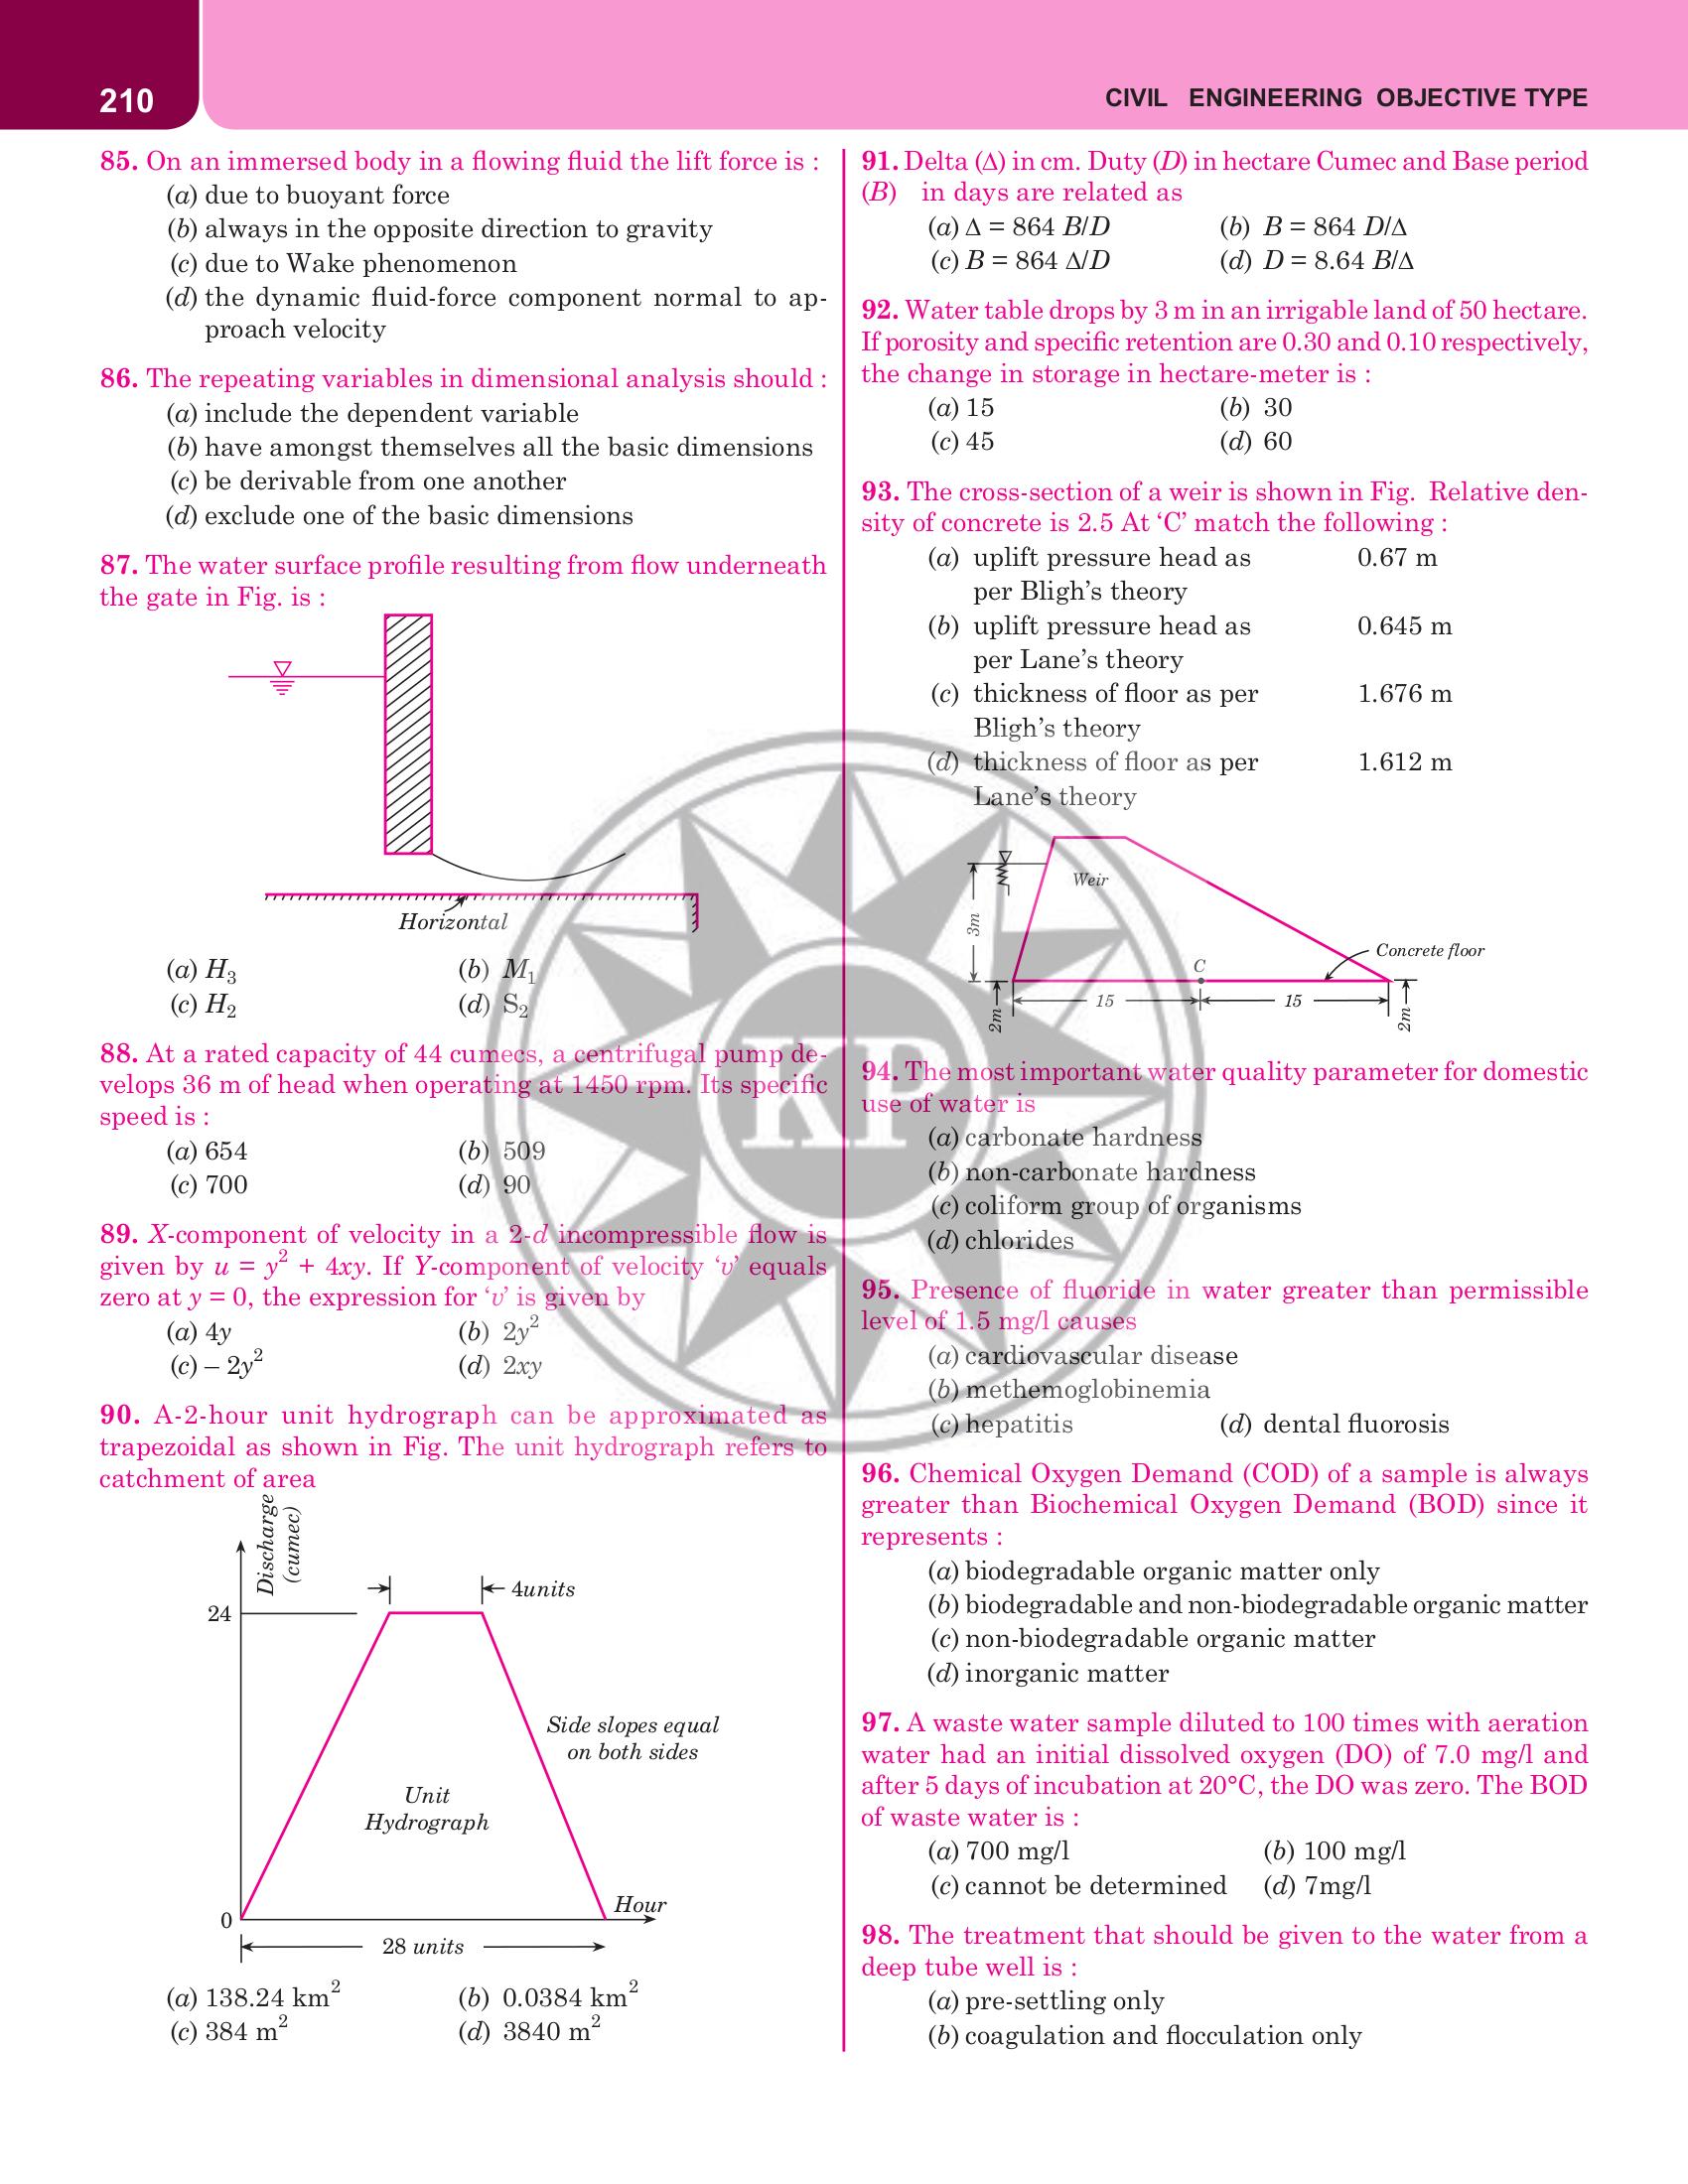 210
CIVIL ENGINEERING OBJECTIVE TYPE
85. On an immersed body in a flowing fluid the lift force is :
(a) due to buoyant force
(b) always in the opposite direction to gravity
(c) due to Wake phenomenon
(d) the dynamic fluid-force component normal to ap-
proach velocity
86. The repeating variables in dimensional analysis should :
(a) include the dependent variable
(b) have amongst themselves all the basic dimensions
(c) be derivable from one another
(d) exclude one of the basic dimensions
87. The water surface profile resulting from flow underneath
the gate in Fig. is :
Horizontal
(a) H₃ (b) M₁
(c) H₂ (d) S₂
88. At a rated capacity of 44 cumecs, a centrifugal pump de-
velops 36 m of head when operating at 1450 rpm. Its specific
speed is :
(a) 654 (b) 509
(c) 700 (d) 90
89. X-component of velocity in a 2-d incompressible flow is
given by u = y² + 4xy. If Y-component of velocity ‘v’ equals
zero at y = 0, the expression for ‘v’ is given by
(a) 4y (b) 2y²
(c) – 2y² (d) 2xy
90. A-2-hour unit hydrograph can be approximated as
trapezoidal as shown in Fig. The unit hydrograph refers to
catchment of area
Discharge
(cumec)
4units
24
Side slopes equal
on both sides
Unit
Hydrograph
Hour
0
28 units
(a) 138.24 km² (b) 0.0384 km²
(c) 384 m² (d) 3840 m²
91. Delta (Δ) in cm. Duty (D) in hectare Cumec and Base period
(B) in days are related as
(a) Δ = 864 B/D (b) B = 864 D/Δ
(c) B = 864 Δ/D (d) D = 8.64 B/Δ
92. Water table drops by 3 m in an irrigable land of 50 hectare.
If porosity and specific retention are 0.30 and 0.10 respectively,
the change in storage in hectare-meter is :
(a) 15 (b) 30
(c) 45 (d) 60
93. The cross-section of a weir is shown in Fig. Relative den-
sity of concrete is 2.5 At ‘C’ match the following :
(a) uplift pressure head as 0.67 m
per Bligh’s theory
(b) uplift pressure head as 0.645 m
per Lane’s theory
(c) thickness of floor as per 1.676 m
Bligh’s theory
(d) thickness of floor as per 1.612 m
Lane’s theory
Weir
3m
Concrete floor
C
15 15
2m 2m
94. The most important water quality parameter for domestic
use of water is
(a) carbonate hardness
(b) non-carbonate hardness
(c) coliform group of organisms
(d) chlorides
95. Presence of fluoride in water greater than permissible
level of 1.5 mg/l causes
(a) cardiovascular disease
(b) methemoglobinemia
(c) hepatitis (d) dental fluorosis
96. Chemical Oxygen Demand (COD) of a sample is always
greater than Biochemical Oxygen Demand (BOD) since it
represents :
(a) biodegradable organic matter only
(b) biodegradable and non-biodegradable organic matter
(c) non-biodegradable organic matter
(d) inorganic matter
97. A waste water sample diluted to 100 times with aeration
water had an initial dissolved oxygen (DO) of 7.0 mg/l and
after 5 days of incubation at 20°C, the DO was zero. The BOD
of waste water is :
(a) 700 mg/l (b) 100 mg/l
(c) cannot be determined (d) 7mg/l
98. The treatment that should be given to the water from a
deep tube well is :
(a) pre-settling only
(b) coagulation and flocculation only
KP